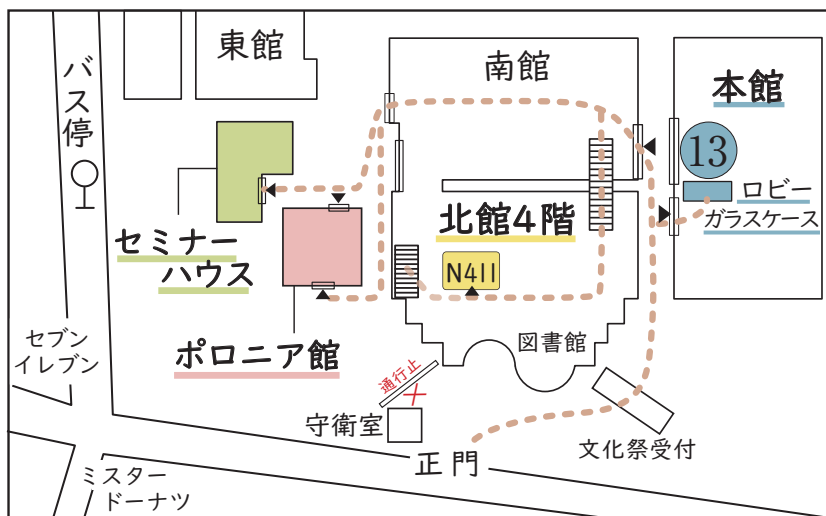 東館
南館
本館
バス停
13
ロビー
ガラスケース
北館4階
N411
セミナー
ハウス
ポロニア館
図書館
セブン
イレブン
通行止
守衛室
文化祭受付
正門
ミスター
ドーナツ